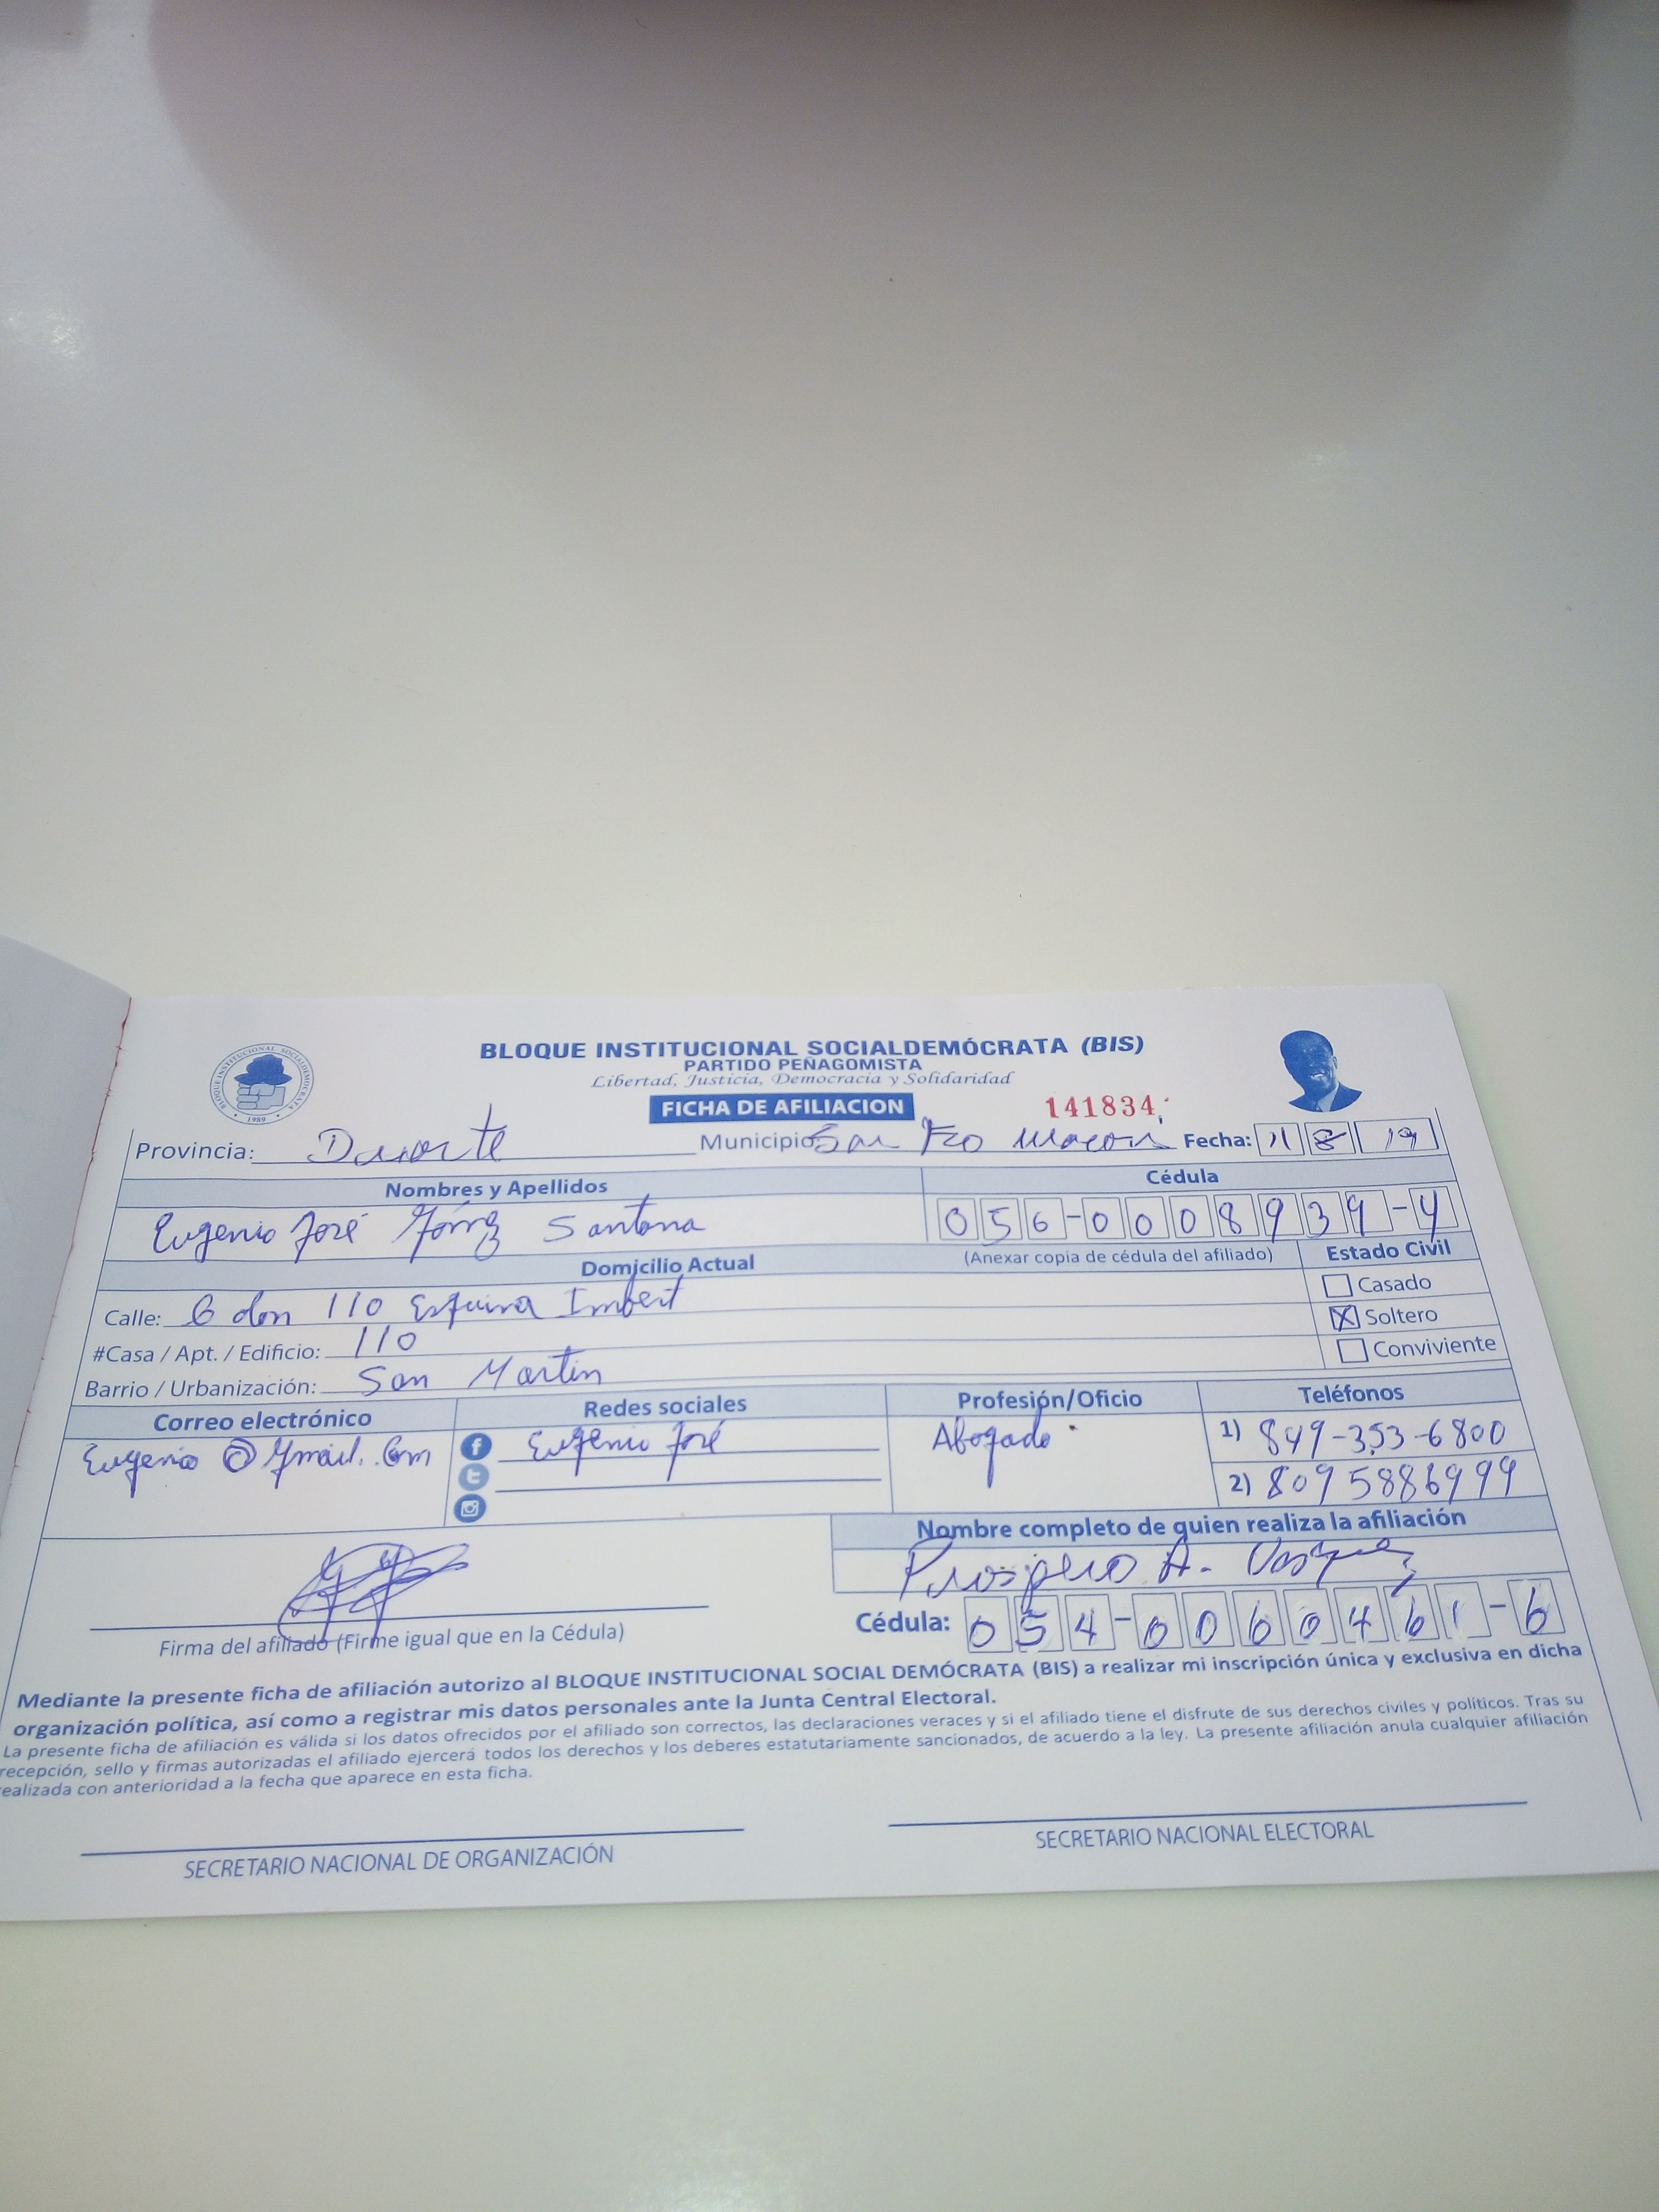 BLOQUE INSTITUCIONAL SOCIALDEMÓCRATA (BIS)
PARTIDO PEÑAGOMISTA
Libertad, Justicia, Democracia y Solidaridad
BLOQUE INSTITUCIONAL SOCIALDEMOCRATA
1989
FICHA DE AFILIACION
141834
Provincia: Duarte Municipio San Fco Macoris Fecha: 11 8 19
Nombres y Apellidos Cédula
Eugenio José Santana 056-0008939-4
Domicilio Actual (Anexar copia de cédula del afiliado) Estado Civil
Calle: 110 Esquina Imbert
Casado
X Soltero
#Casa / Apt. / Edificio: 110
Conviviente
Barrio / Urbanización: San Martin
Correo electrónico Redes sociales Profesión/Oficio Teléfonos
Eugenio @ Gmail. Com Eugenio José Abogado 1) 849-353-6800
2) 8095886999
Nombre completo de quien realiza la afiliación
Prospero A. Vasquez
Cédula: 054-0060461-6
Firma del afiliado (Firme igual que en la Cédula)
Mediante la presente ficha de afiliación autorizo al BLOQUE INSTITUCIONAL SOCIAL DEMÓCRATA (BIS) a realizar mi inscripción única y exclusiva en dicha
organización política, así como a registrar mis datos personales ante la Junta Central Electoral.
La presente ficha de afiliación es válida si los datos ofrecidos por el afiliado son correctos, las declaraciones veraces y si el afiliado tiene el disfrute de sus derechos civiles y políticos. Tras su
recepción, sello y firmas autorizadas el afiliado ejercerá todos los derechos y los deberes estatutariamente sancionados, de acuerdo a la ley. La presente afiliación anula cualquier afiliación
realizada con anterioridad a la fecha que aparece en esta ficha.
SECRETARIO NACIONAL DE ORGANIZACIÓN SECRETARIO NACIONAL ELECTORAL